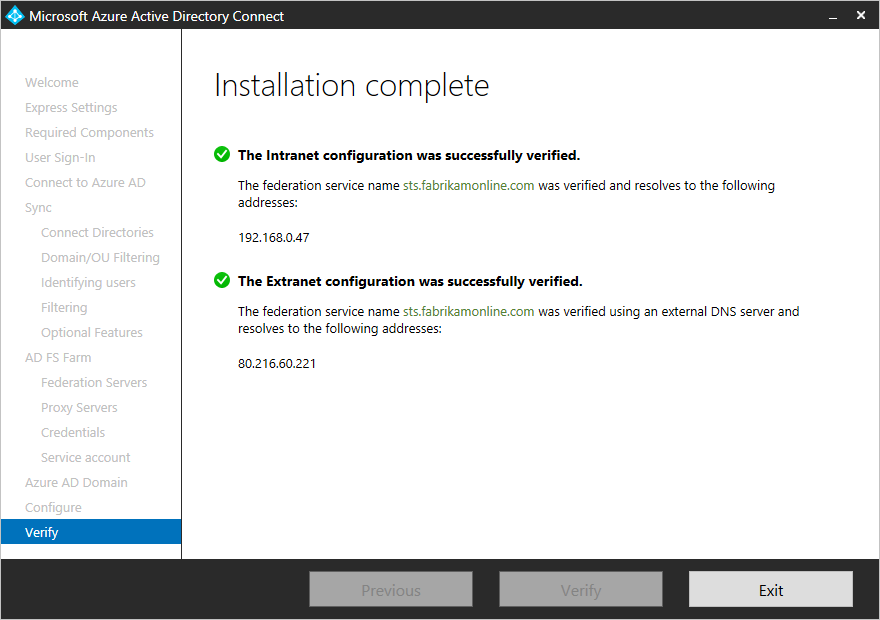 Microsoft Azure Active Directory Connect
Welcome
Express Settings
Required Components
User Sign-In
Connect to Azure AD
Sync
Connect Directories
Domain/OU Filtering
Identifying users
Filtering
Optional Features
AD FS Farm
Federation Servers
Proxy Servers
Credentials
Service account
Azure AD Domain
Configure
Verify
Installation complete
The Intranet configuration was successfully verified.
The federation service name sts.fabrikamonline.com was verified and resolves to the following
addresses:
192.168.0.47
The Extranet configuration was successfully verified.
The federation service name sts.fabrikamonline.com was verified using an external DNS server and
resolves to the following addresses:
80.216.60.221
Previous
Verify
Exit